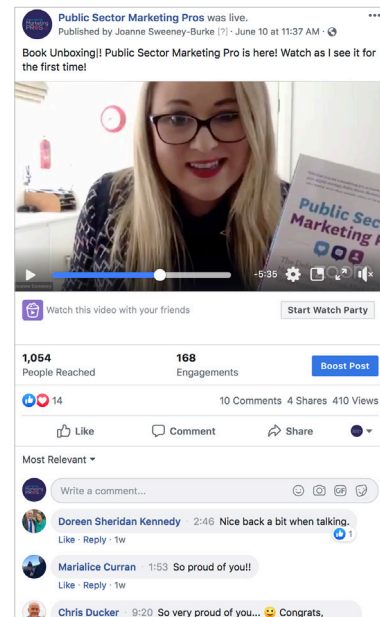 Public Sector Marketing Pros was live.
Published by Joanne Sweeney-Burke [?] · June 10 at 11:37 AM ·
Book Unboxing|! Public Sector Marketing Pro is here! Watch as I see it for
the first time!
Public Sec
Marketing P
-5:35
Watch this video with your friends
Start Watch Party
1,054
People Reached
168
Engagements
Boost Post
14
10 Comments 4 Shares 410 Views
Like
Comment
Share
Most Relevant
Write a comment...
GIF
Doreen Sheridan Kennedy · 2:46 Nice back a bit when talking.
1
Like · Reply · 1w
Marialice Curran · 1:53 So proud of you!!
Like · Reply · 1w
Chris Ducker · 9:20 So very proud of you... 🙂 Congrats,